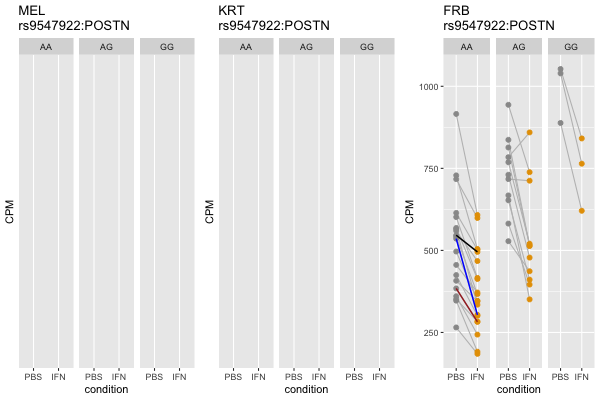 MEL
rs9547922:POSTN
AA AG GG
CPM
PBS IFN PBS IFN PBS IFN
condition
KRT
rs9547922:POSTN
AA AG GG
CPM
PBS IFN PBS IFN PBS IFN
condition
FRB
rs9547922:POSTN
AA AG GG
1000
750
CPM
500
250
PBS IFN PBS IFN PBS IFN
condition